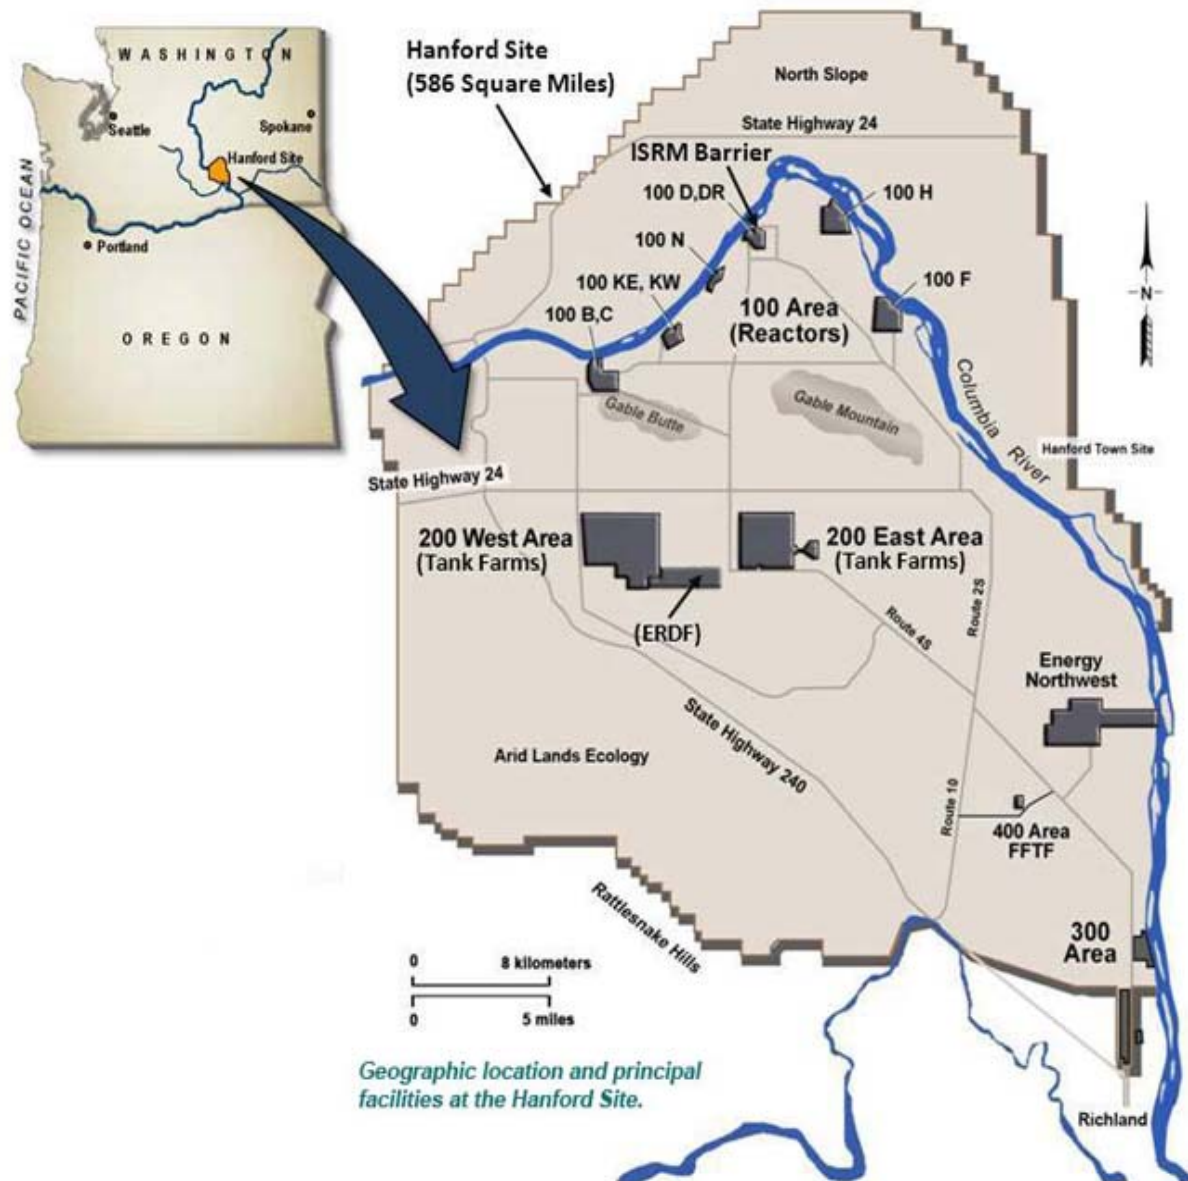 WASHINGTON
Seattle
Spokane
Hanford Site
PACIFIC OCEAN
Portland
OREGON
Hanford Site
(586 Square Miles)
North Slope
State Highway 24
ISRM Barrier
100 D,DR
100 H
100 N
100 KE, KW
100 F
100 B,C
100 Area
(Reactors)
N
Gable Butte
Gable Mountain
Columbia River
Hanford Town Site
State Highway 24
200 West Area
(Tank Farms)
200 East Area
(Tank Farms)
(ERDF)
Route 2S
Route 4S
Energy
Northwest
State Highway 240
Arid Lands Ecology
Route 10
400 Area
FFTF
Rattlesnake Hills
300
Area
0 8 kilometers
0 5 miles
Geographic location and principal
facilities at the Hanford Site.
Richland